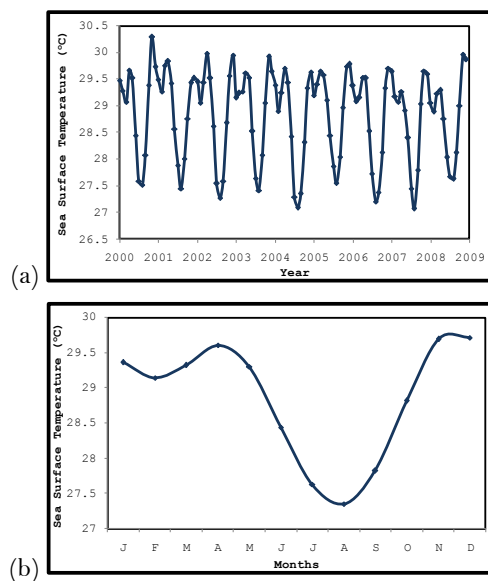 Sea Surface Temperature (°C)
30.5
30
29.5
29
28.5
28
27.5
27
26.5
2000 2001 2002 2003 2004 2005 2006 2007 2008 2009
Year
(a)
Sea Surface Temperature (°C)
30
29.5
29
28.5
28
27.5
27
J F M A M J J A S O N D
Months
(b)